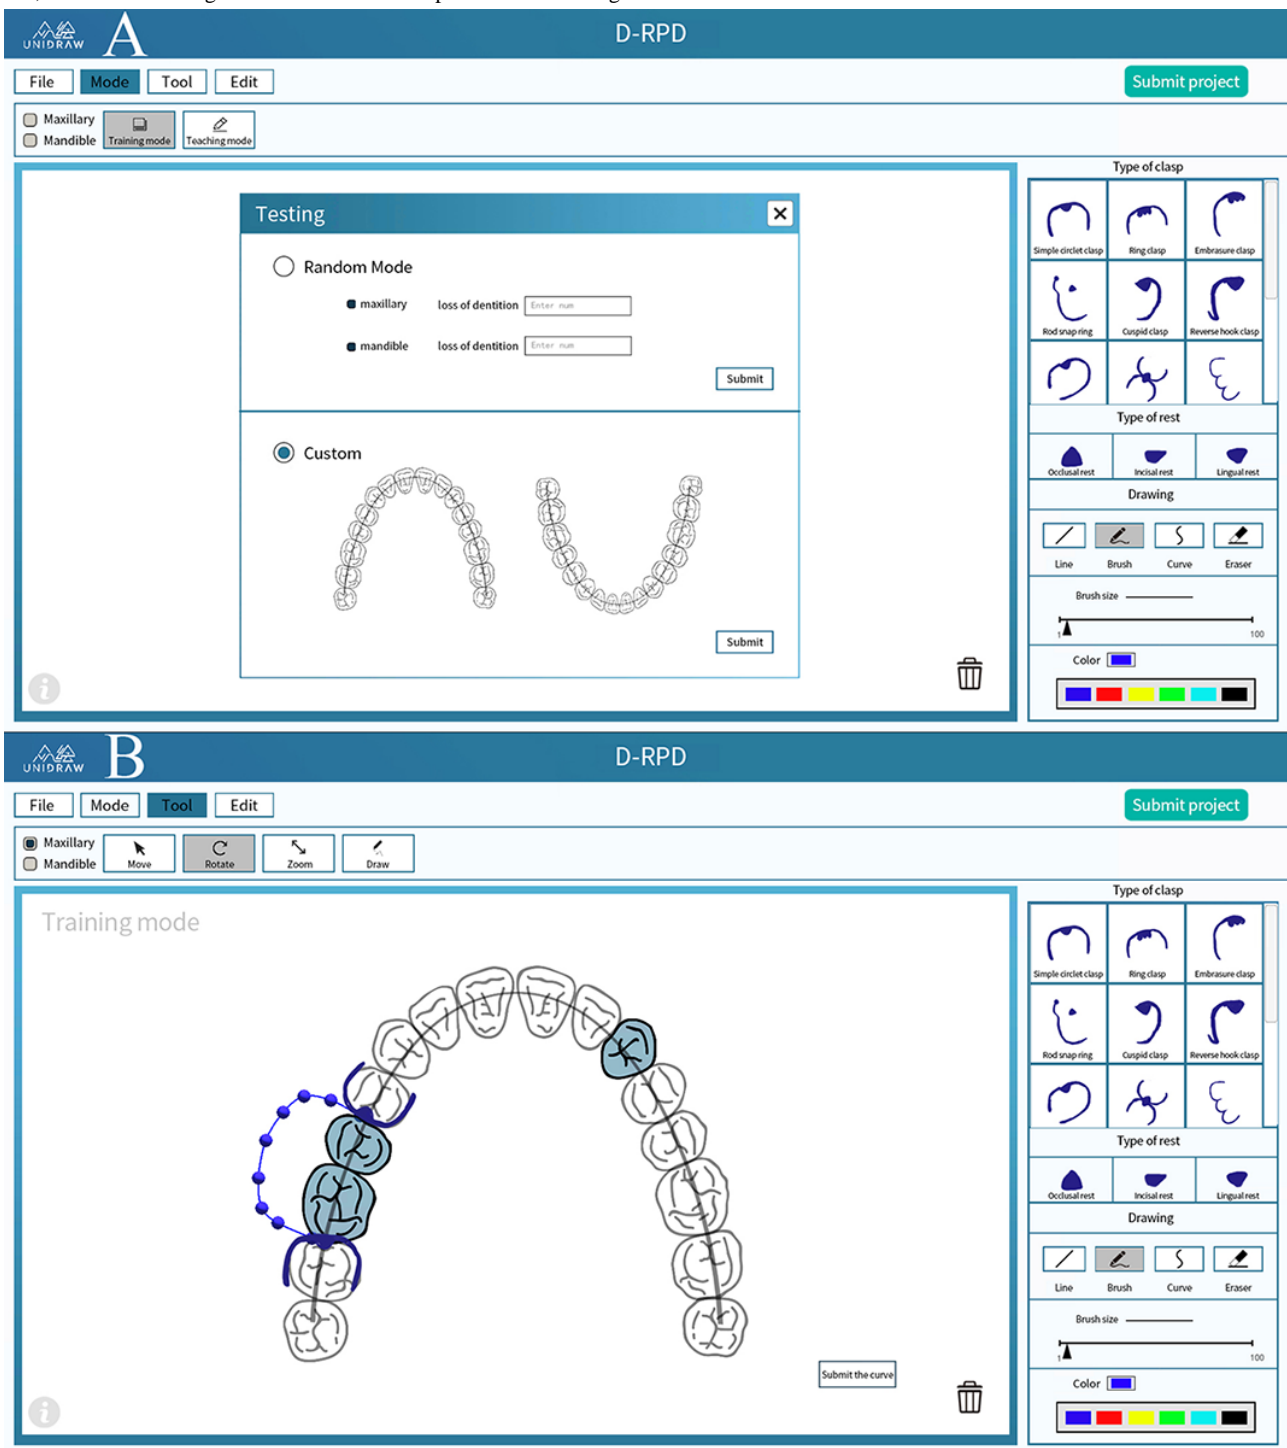 UNIDRAW A D-RPD
File Mode Tool Edit Submit project
Maxillary
Mandible
Training mode Teaching mode
Type of clasp
Testing
Random Mode
maxillary loss of dentition Enter num
mandible loss of dentition Enter num
Submit
Custom
Submit
Simple circlet clasp Ring clasp Embrasure clasp
Rod snap ring Cuspid clasp Reverse hook clasp
Type of rest
Occlusal rest Incisal rest Lingual rest
Drawing
Line Brush Curve Eraser
Brush size
1 100
Color
UNIDRAW B D-RPD
File Mode Tool Edit Submit project
Maxillary
Mandible
Move Rotate Zoom Draw
Training mode
Submit the curve
Type of clasp
Simple circlet clasp Ring clasp Embrasure clasp
Rod snap ring Cuspid clasp Reverse hook clasp
Type of rest
Occlusal rest Incisal rest Lingual rest
Drawing
Line Brush Curve Eraser
Brush size
1 100
Color